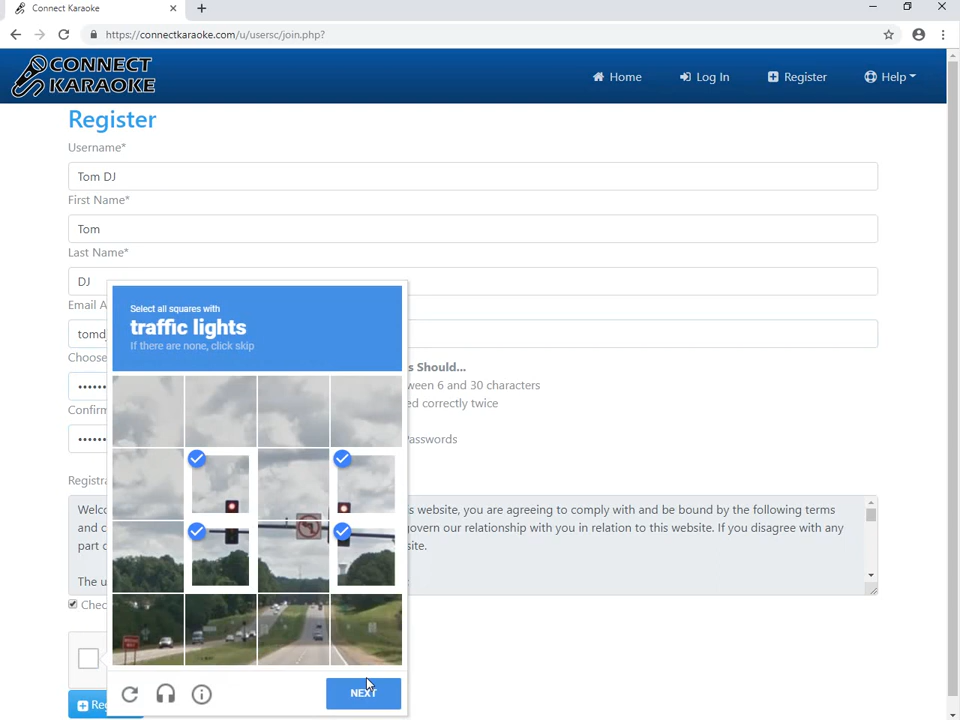 Connect Karaoke
https://connectkaraoke.com/u/usersc/join.php?
CONNECT
KARAOKE
Home
Log In
Register
Help
Register
Username*
Tom DJ
First Name*
Tom
Last Name*
DJ
Email A
tomd
Choose
s Should...
ween 6 and 30 characters
ed correctly twice
Confirm
asswords
Select all squares with
traffic lights
If there are none, click skip
Registra
Welco
s website, you are agreeing to comply with and be bound by the following terms
and c
overn our relationship with you in relation to this website. If you disagree with any
part c
site.
The u
Chec
NEXT
Reg